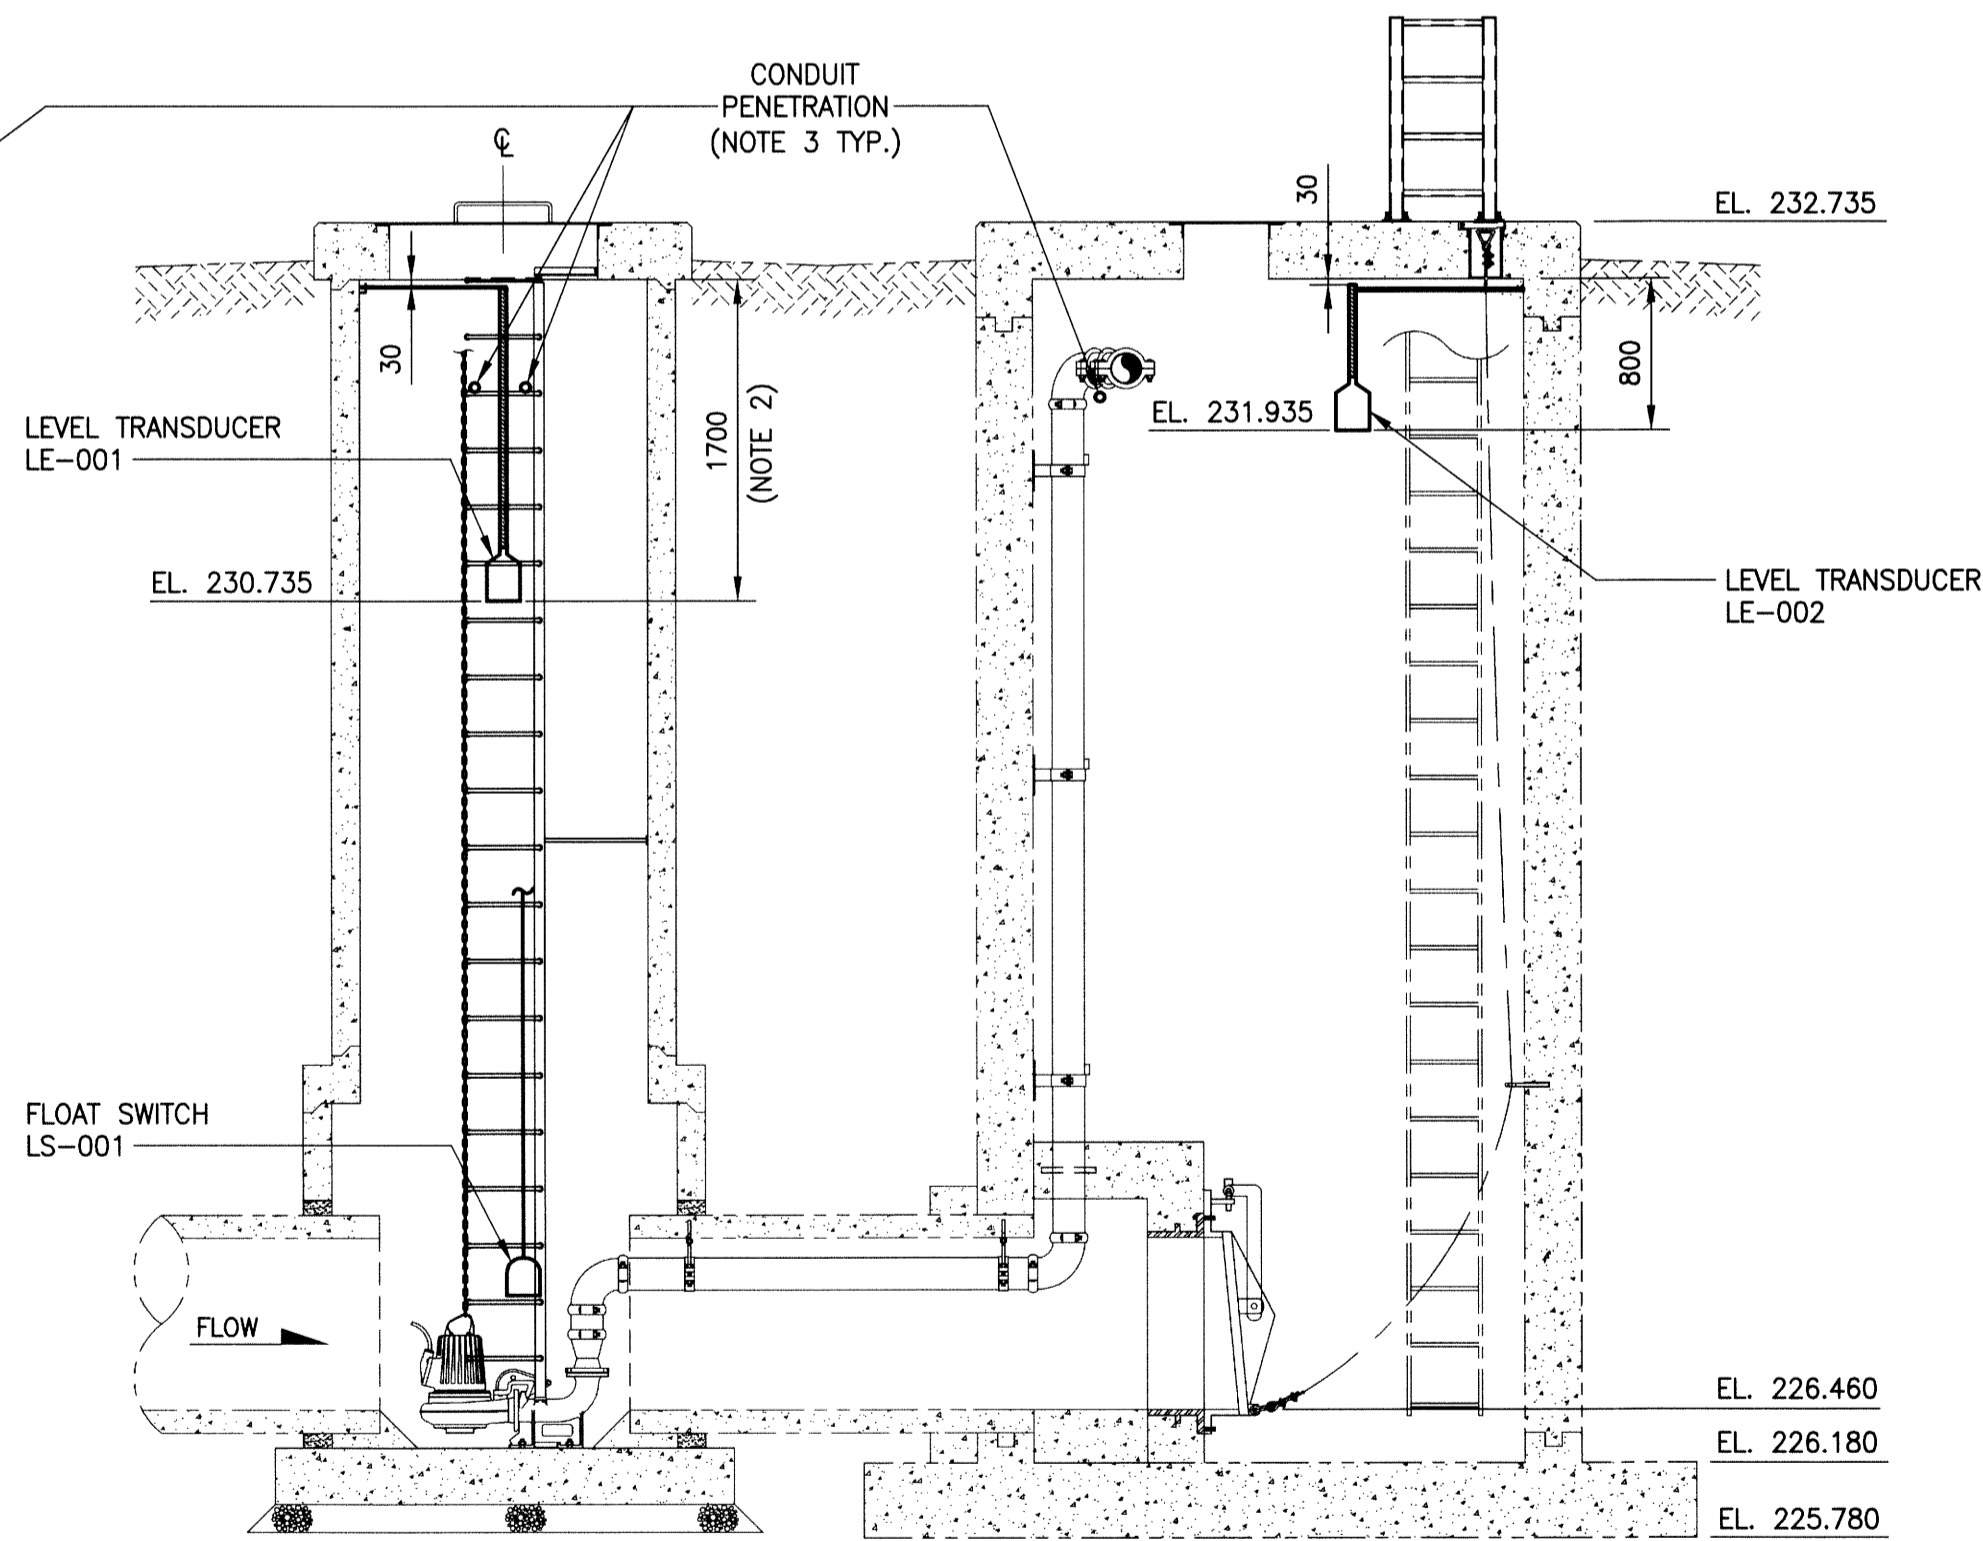 CONDUIT
PENETRATION
(NOTE 3 TYP.)
℄
30
EL. 232.735
30
LEVEL TRANSDUCER
LE-001
1700
(NOTE 2)
EL. 231.935
800
EL. 230.735
LEVEL TRANSDUCER
LE-002
FLOAT SWITCH
LS-001
FLOW
EL. 226.460
EL. 226.180
EL. 225.780